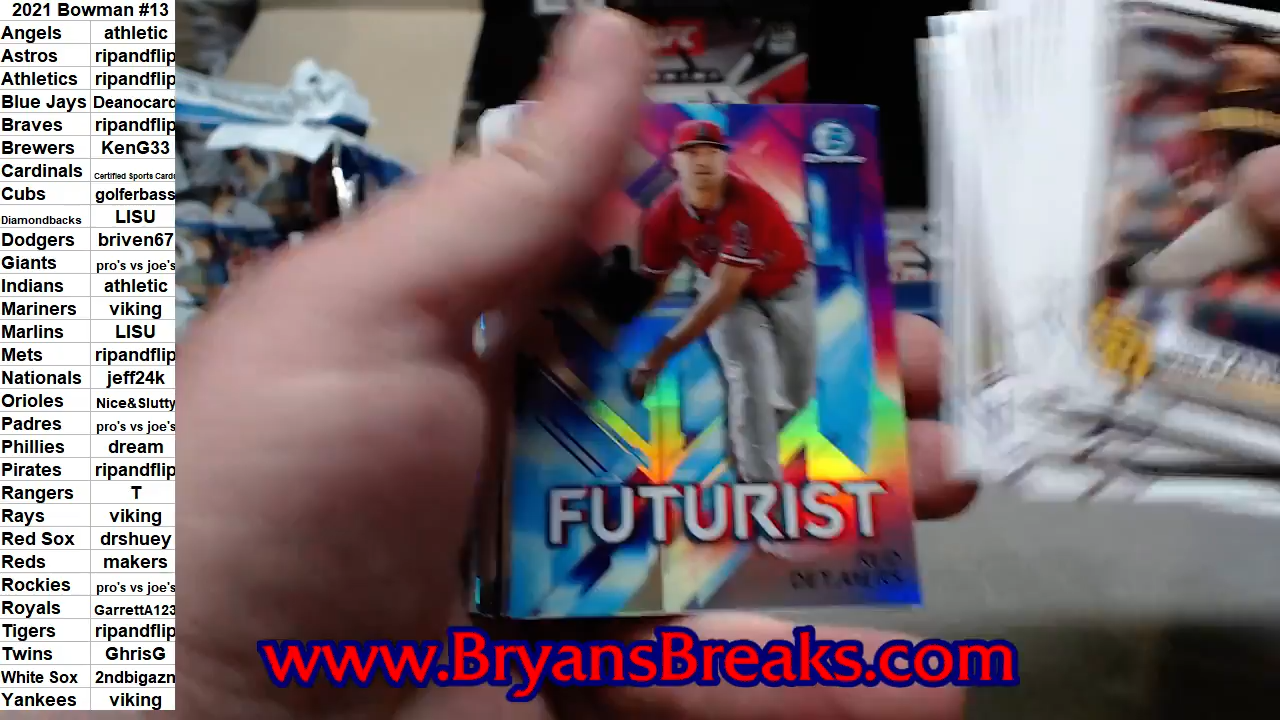 2021 Bowman #13
Angels athletic
Astros ripandflip
Athletics ripandflip
Blue Jays Deanocard
Braves ripandflip
Brewers KenG33
Cardinals Certified Sports Cards
Cubs golferbass
Diamondbacks LISU
Dodgers briven67
Giants pro's vs joe's
Indians athletic
Mariners viking
Marlins LISU
Mets ripandflip
Nationals jeff24k
Orioles Nice&Slutty
Padres pro's vs joe's
Phillies dream
Pirates ripandflip
Rangers T
Rays viking
Red Sox drshuey
Reds makers
Rockies pro's vs joe's
Royals GarrettA123
Tigers ripandflip
Twins GhrisG
White Sox 2ndbigazn
Yankees viking
UFC
FUTURIST
REID
DETMERS
www.BryansBreaks.com